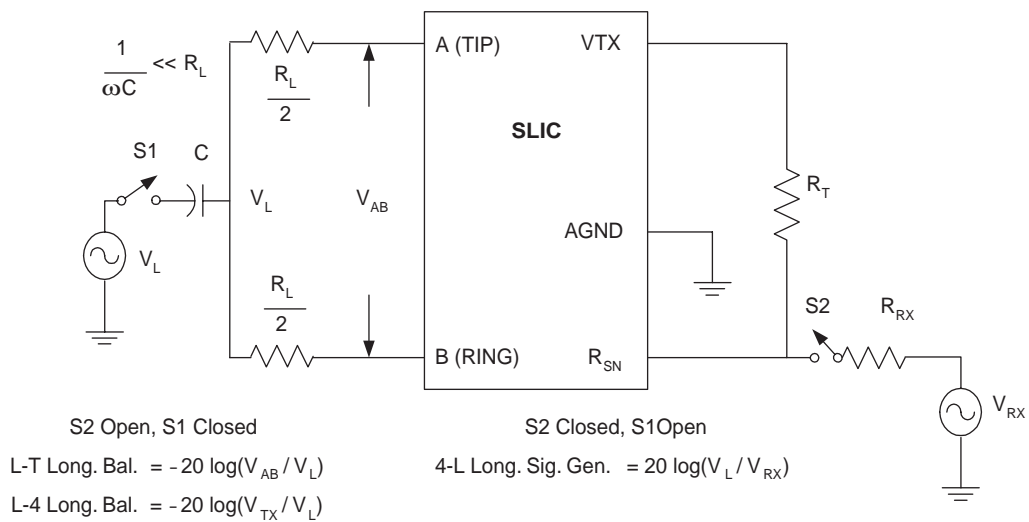 A (TIP)
VTX
1
ωC
<< R_L
R_L
2
SLIC
S1
C
R_T
V_L
V_AB
AGND
V_L
R_L
2
S2
R_RX
B (RING)
R_SN
V_RX
S2 Open, S1 Closed
S2 Closed, S1Open
L-T Long. Bal. = -20 log(V_AB / V_L)
4-L Long. Sig. Gen. = 20 log(V_L / V_RX)
L-4 Long. Bal. = -20 log(V_TX / V_L)